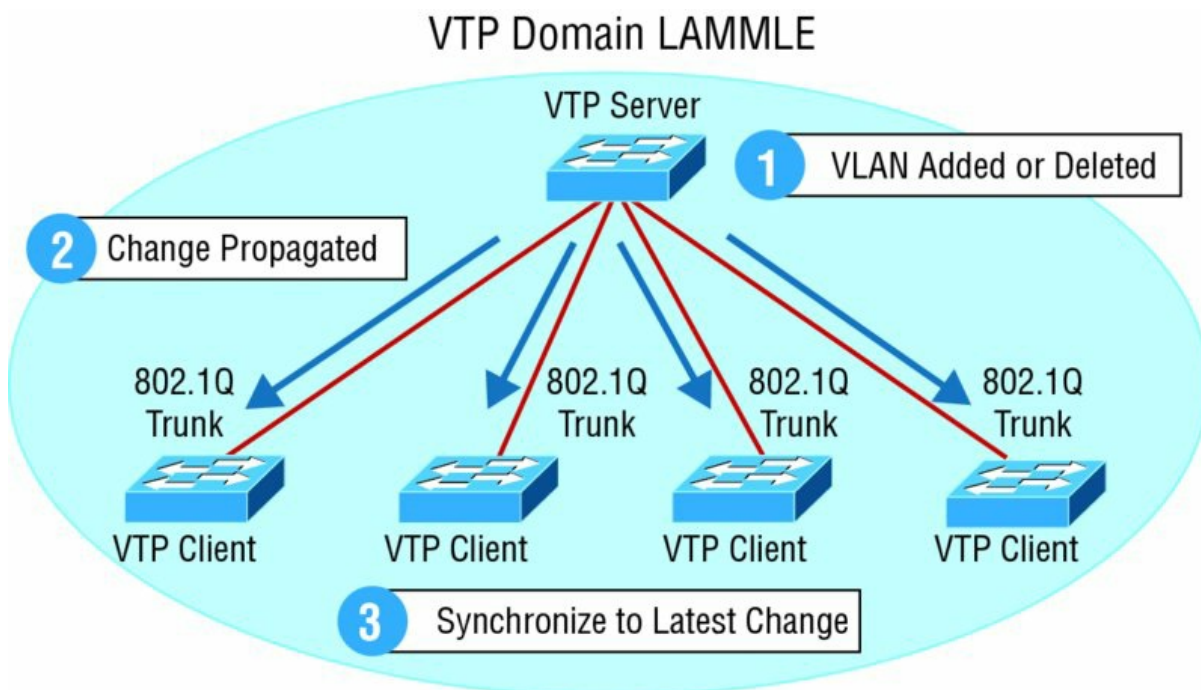 VTP Domain LAMMLE
VTP Server
1 VLAN Added or Deleted
2 Change Propagated
802.1Q
Trunk
802.1Q
Trunk
802.1Q
Trunk
802.1Q
Trunk
VTP Client
VTP Client
VTP Client
VTP Client
3 Synchronize to Latest Change